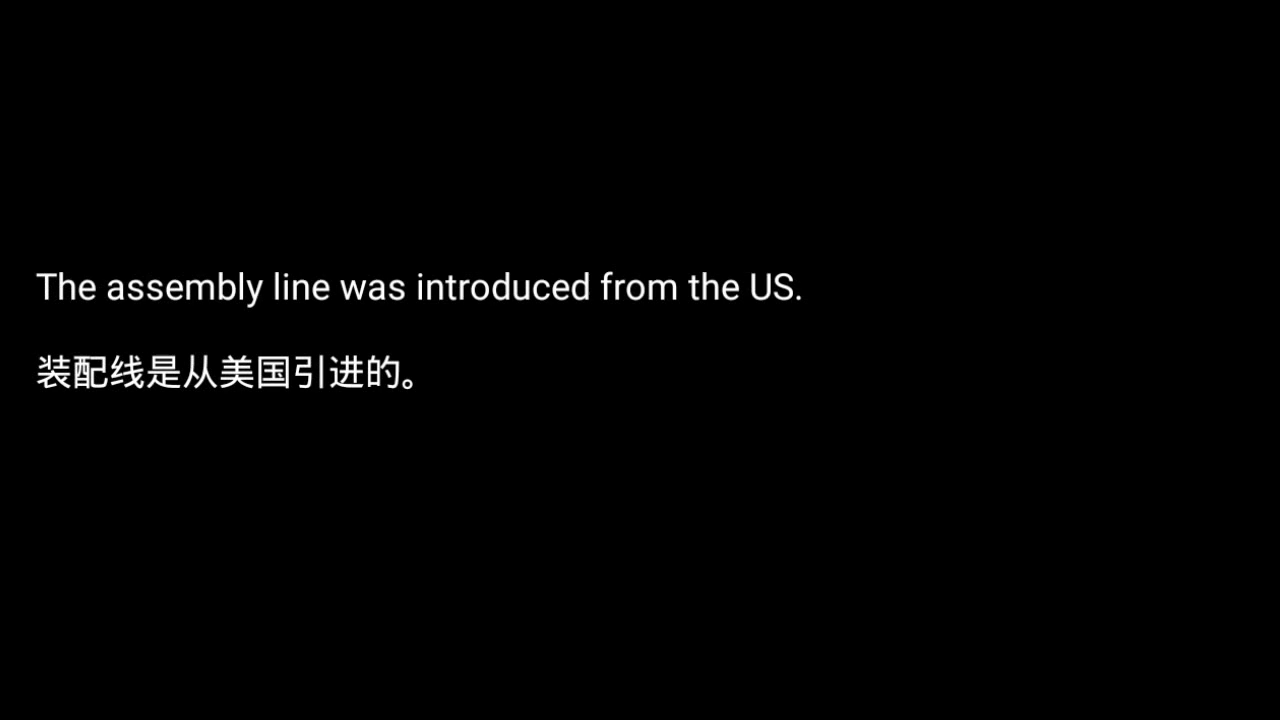 The assembly line was introduced from the US.
装配线是从美国引进的。